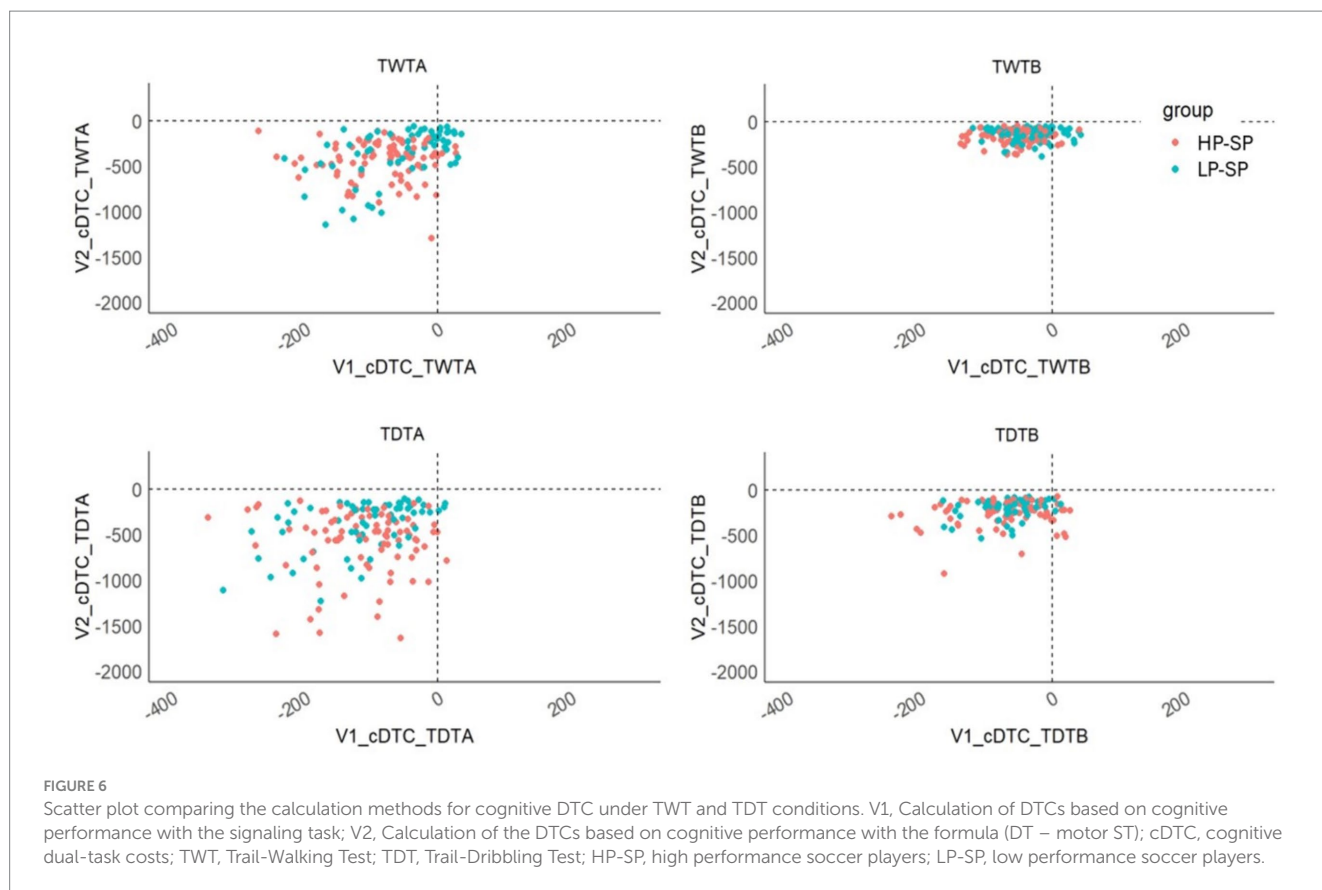 TWTA
V2_cDTC_TWTA
0
-500
-1000
-1500
-2000
-400
-200
0
200
V1_cDTC_TWTA
TWTB
V2_cDTC_TWTB
0
-500
-1000
-1500
-2000
-400
-200
0
200
V1_cDTC_TWTB
group
HP-SP
LP-SP
TDTA
V2_cDTC_TDTA
0
-500
-1000
-1500
-2000
-400
-200
0
200
V1_cDTC_TDTA
TDTB
V2_cDTC_TDTB
0
-500
-1000
-1500
-2000
-400
-200
0
200
V1_cDTC_TDTB
FIGURE 6
Scatter plot comparing the calculation methods for cognitive DTC under TWT and TDT conditions. V1, Calculation of DTCs based on cognitive
performance with the signaling task; V2, Calculation of the DTCs based on cognitive performance with the formula (DT – motor ST); cDTC, cognitive
dual-task costs; TWT, Trail-Walking Test; TDT, Trail-Dribbling Test; HP-SP, high performance soccer players; LP-SP, low performance soccer players.